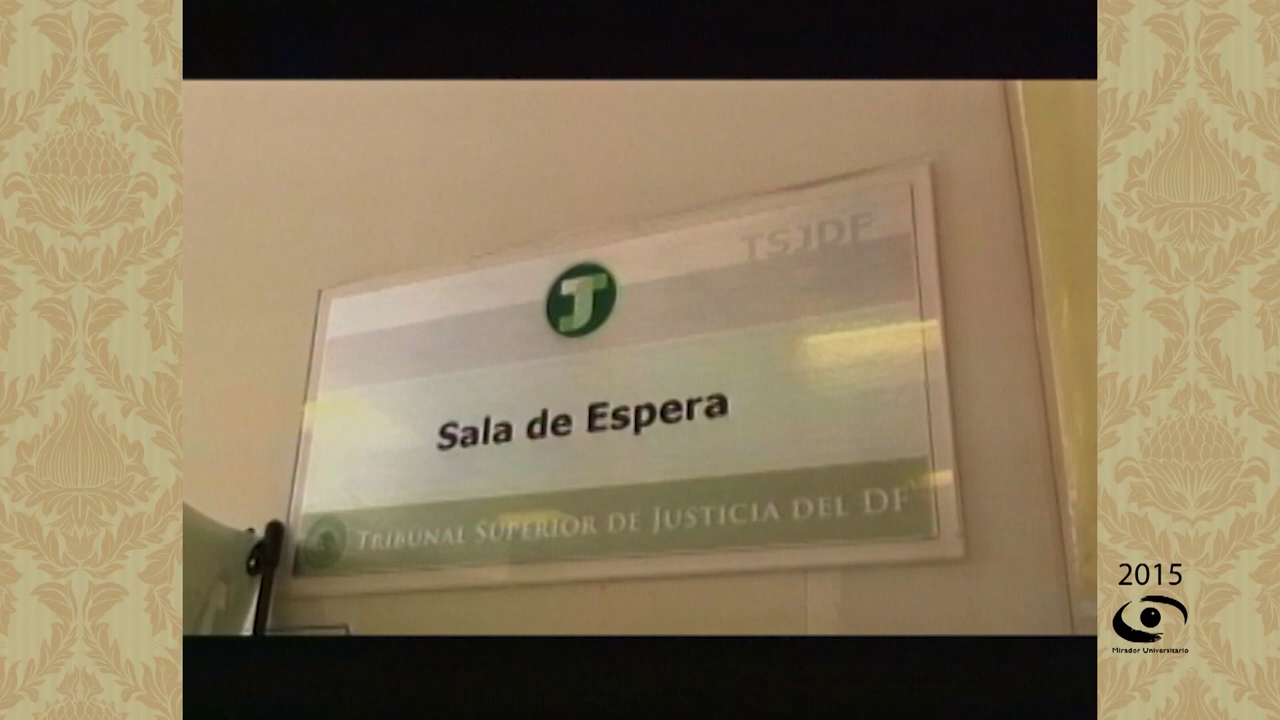 TSJDF
Sala de Espera
TRIBUNAL SUPERIOR DE JUSTICIA DEL DF
2015
Mirador Universitario